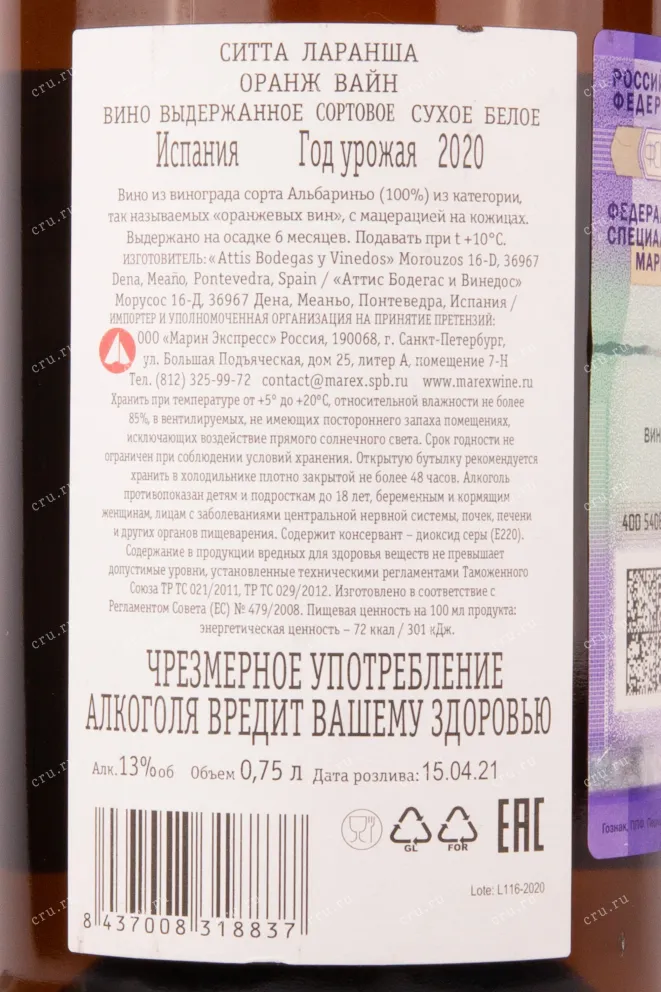 СИТТА ЛАРАНША
ОРАНЖ ВАЙН
ВИНО ВЫДЕРЖАННОЕ СОРТОВОЕ СУХОЕ БЕЛОЕ
Испания Год урожая 2020
Вино из винограда сорта Альбариньо (100%) из категории,
так называемых «оранжевых вин», с мацерацией на кожицах.
Выдержано на осадке 6 месяцев. Подавать при t +10°C.
ИЗГОТОВИТЕЛЬ: «Attis Bodegas y Vinedos» Morouzos 16-D, 36967
Dena, Meaño, Pontevedra, Spain / «Аттис Бодегас и Винедос»
Морусос 16-Д, 36967 Дена, Меаньо, Понтеведра, Испания /
ИМПОРТЕР И УПОЛНОМОЧЕННАЯ ОРГАНИЗАЦИЯ НА ПРИНЯТИЕ ПРЕТЕНЗИЙ:
ООО «Марин Экспресс» Россия, 190068, г. Санкт-Петербург,
ул. Большая Подъяческая, дом 25, литер А, помещение 7-Н
Тел. (812) 325-99-72 contact@marex.spb.ru www.marexwine.ru
Хранить при температуре от +5° до +20°C, относительной влажности не более
85%, в вентилируемых, не имеющих постороннего запаха помещениях,
исключающих воздействие прямого солнечного света. Срок годности не
ограничен при соблюдении условий хранения. Открытую бутылку рекомендуется
хранить в холодильнике плотно закрытой не более 48 часов. Алкоголь
противопоказан детям и подросткам до 18 лет, беременным и кормящим
женщинам, лицам с заболеваниями центральной нервной системы, почек, печени
и других органов пищеварения. Содержит консервант – диоксид серы (E220).
Содержание в продукции вредных для здоровья веществ не превышает
допустимые уровни, установленные техническими регламентами Таможенного
Союза ТР ТС 021/2011, ТР ТС 029/2012. Изготовлено в соответствие с
Регламентом Совета (ЕС) № 479/2008. Пищевая ценность на 100 мл продукта:
энергетическая ценность – 72 ккал / 301 кДж.
ЧРЕЗМЕРНОЕ УПОТРЕБЛЕНИЕ
АЛКОГОЛЯ ВРЕДИТ ВАШЕМУ ЗДОРОВЬЮ
Алк. 13% об Объем 0,75 л Дата розлива: 15.04.21
GL FOR EAC
Lote: L116-2020
8 437008 318837
РОССИ
ФЕДЕР
ФЕДЕРА
СПЕЦИА
МАР
ВИН
400 540
Гознак,
cru.ru